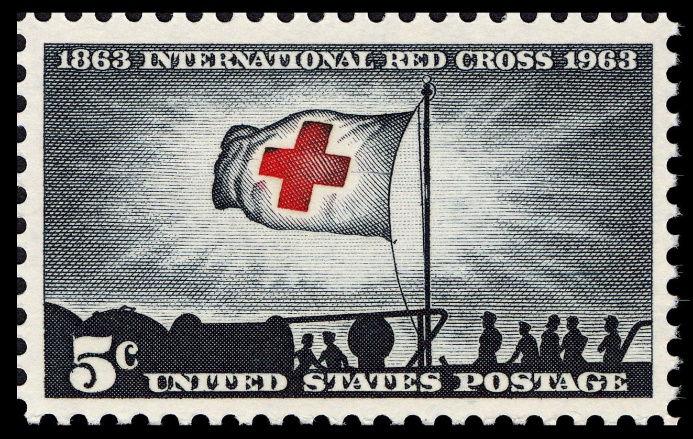 1863 INTERNATIONAL RED CROSS 1963
5c
UNITED STATES POSTAGE